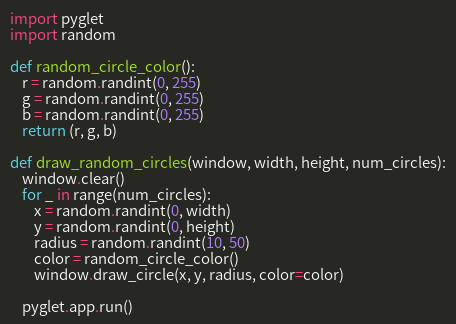 import pyglet
import random

def random_circle_color():
    r = random.randint(0, 255)
    g = random.randint(0, 255)
    b = random.randint(0, 255)
    return (r, g, b)

def draw_random_circles(window, width, height, num_circles):
    window.clear()
    for _ in range(num_circles):
        x = random.randint(0, width)
        y = random.randint(0, height)
        radius = random.randint(10, 50)
        color = random_circle_color()
        window.draw_circle(x, y, radius, color=color)

    pyglet.app.run()